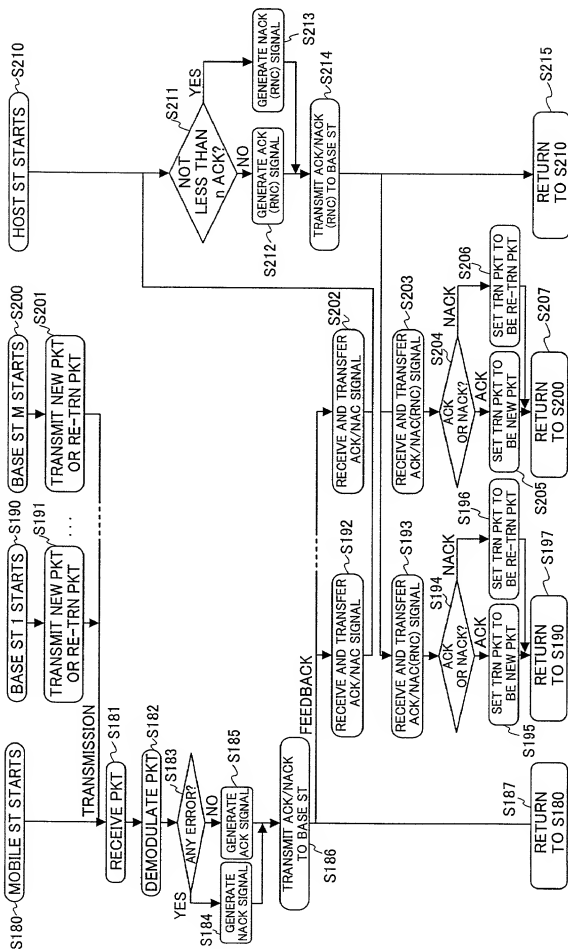 S180
MOBILE ST STARTS
TRANSMISSION
RECEIVE PKT
S181
DEMODULATE PKT
S182
ANY ERROR?
S183
YES
NO
S184
GENERATE
NACK SIGNAL
GENERATE
ACK SIGNAL
S185
TRANSMIT ACK/NACK
TO BASE ST
S186
FEEDBACK
RETURN
TO S180
S187
BASE ST 1 STARTS
S190
TRANSMIT NEW PKT
OR RE-TRN PKT
S191
...
RECEIVE AND TRANSFER
ACK/NAC SIGNAL
S192
RECEIVE AND TRANSFER
ACK/NAC(RNC) SIGNAL
S193
ACK
OR NACK?
S194
NACK
ACK
SET TRN PKT TO
BE NEW PKT
S195
SET TRN PKT TO
BE RE-TRN PKT
S196
RETURN
TO S190
S197
BASE ST M STARTS
S200
TRANSMIT NEW PKT
OR RE-TRN PKT
S201
RECEIVE AND TRANSFER
ACK/NAC SIGNAL
S202
RECEIVE AND TRANSFER
ACK/NAC(RNC) SIGNAL
S203
ACK
OR NACK?
S204
NACK
ACK
SET TRN PKT TO
BE NEW PKT
S205
SET TRN PKT TO
BE RE-TRN PKT
S206
RETURN
TO S200
S207
HOST ST STARTS
S210
NOT
LESS THAN
n ACK?
S211
YES
NO
GENERATE ACK
(RNC) SIGNAL
S212
GENERATE NACK
(RNC) SIGNAL
S213
TRANSMIT ACK/NACK
(RNC) TO BASE ST
S214
RETURN
TO S210
S215